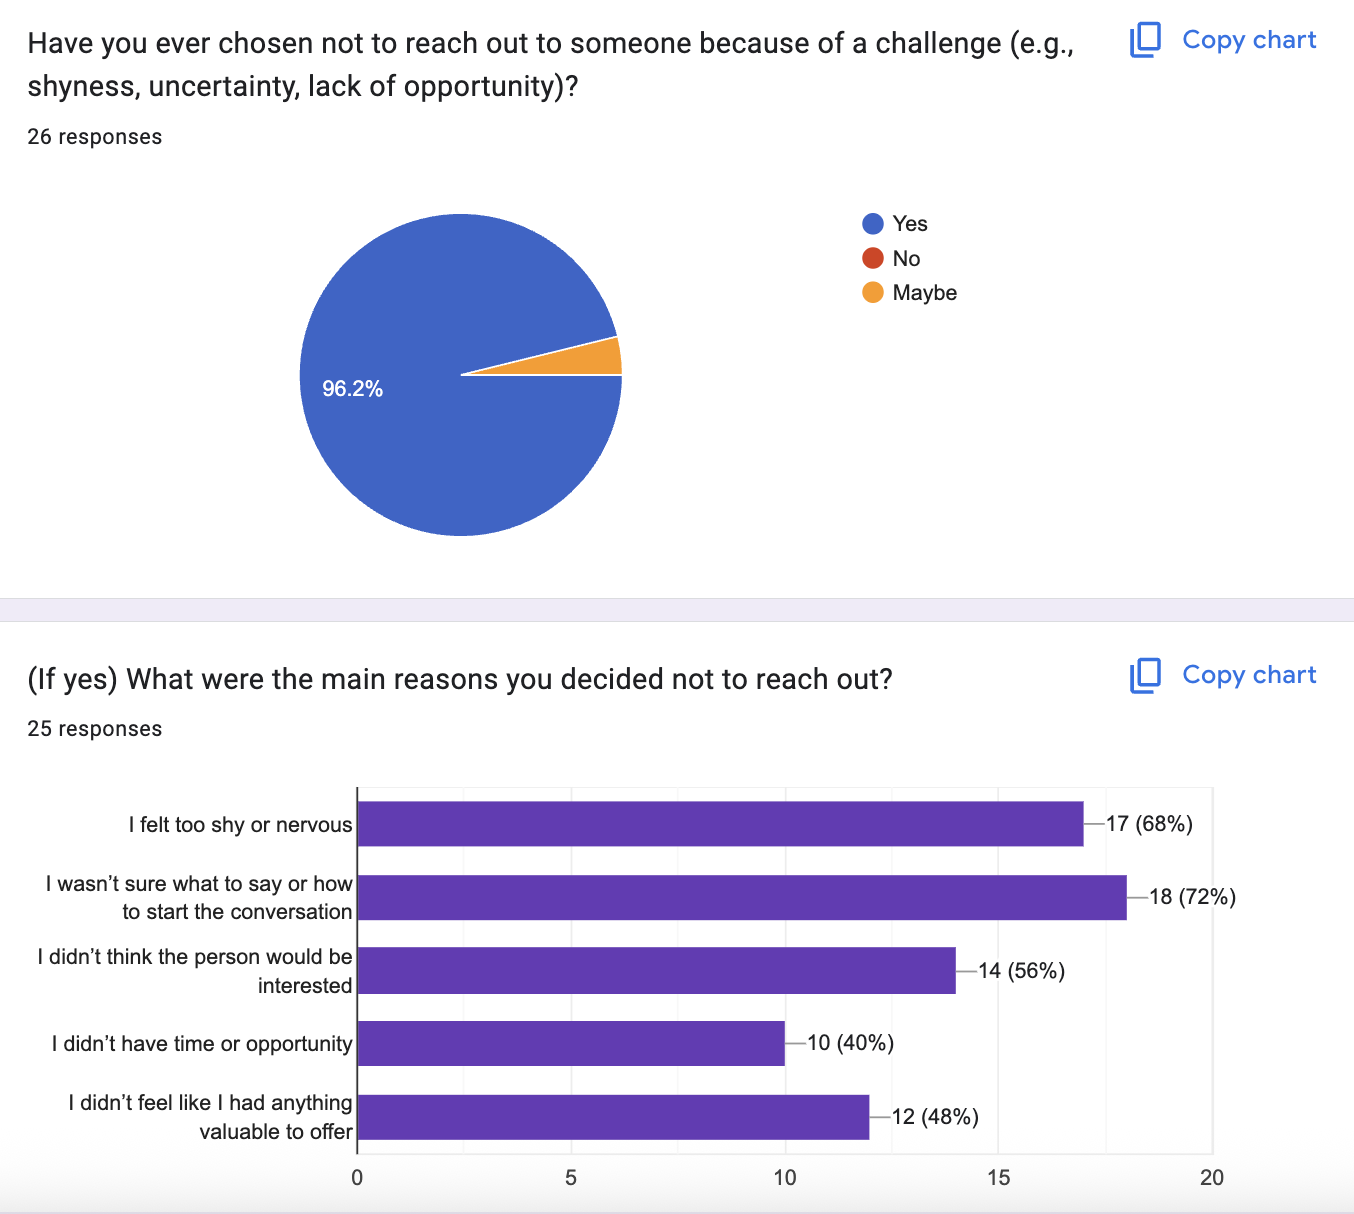 Have you ever chosen not to reach out to someone because of a challenge (e.g.,
shyness, uncertainty, lack of opportunity)?
Copy chart
26 responses
Yes
No
Maybe
96.2%
(If yes) What were the main reasons you decided not to reach out?
Copy chart
25 responses
I felt too shy or nervous
17 (68%)
I wasn’t sure what to say or how
to start the conversation
18 (72%)
I didn’t think the person would be
interested
14 (56%)
I didn’t have time or opportunity
10 (40%)
I didn’t feel like I had anything
valuable to offer
12 (48%)
0 5 10 15 20